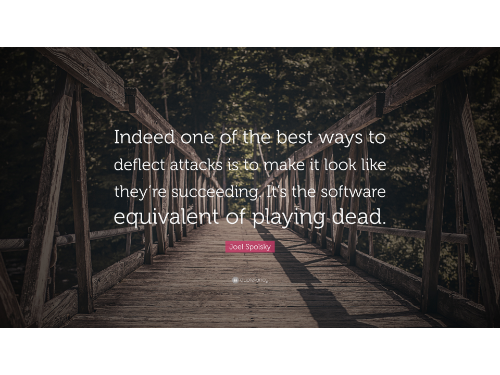 Indeed one of the best ways to
deflect attacks is to make it look like
they're succeeding. It's the software
equivalent of playing dead.
Joel Spolsky